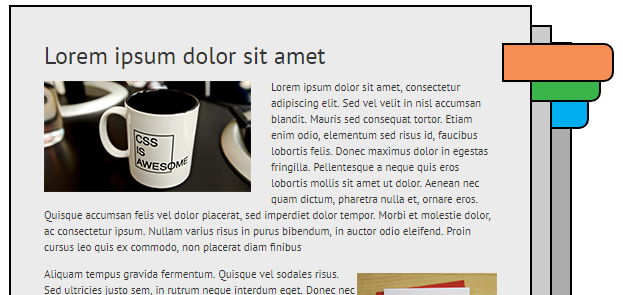 Lorem ipsum dolor sit amet
CSS
IS
AWESOME
Lorem ipsum dolor sit amet, consectetur
adipiscing elit. Sed vel velit in nisl accumsan
blandit. Mauris sed consequat tortor. Etiam
enim odio, elementum sed risus id, faucibus
lobortis felis. Donec maximus dolor in egestas
fringilla. Pellentesque a neque quis eros
lobortis mollis sit amet ut dolor. Aenean nec
quam dictum, pharetra nulla et, ornare eros.
Quisque accumsan felis vel dolor placerat, sed imperdiet dolor tempor. Morbi et molestie dolor,
ac consectetur ipsum. Nullam varius risus in purus bibendum, in auctor odio eleifend. Proin
cursus leo quis ex commodo, non placerat diam finibus
Aliquam tempus gravida fermentum. Quisque vel sodales risus.
Sed ultricies justo sem, in rutrum neque interdum eget. Donec nec